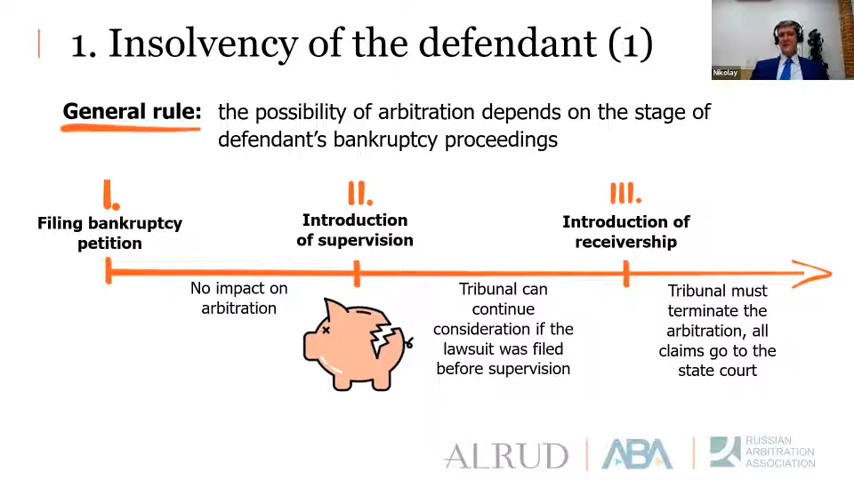 1. Insolvency of the defendant (1)
Nikolay
General rule: the possibility of arbitration depends on the stage of
defendant's bankruptcy proceedings
I.
Filing bankruptcy
petition
II.
Introduction
of supervision
III.
Introduction of
receivership
No impact on
arbitration
Tribunal can
continue
consideration if the
lawsuit was filed
before supervision
Tribunal must
terminate the
arbitration, all
claims go to the
state court
ALRUD
ABA
RUSSIAN
ARBITRATION
ASSOCIATION